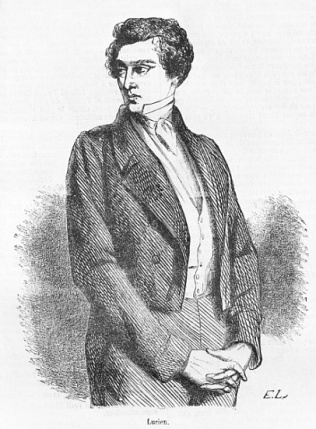 E. L.
Lucien.